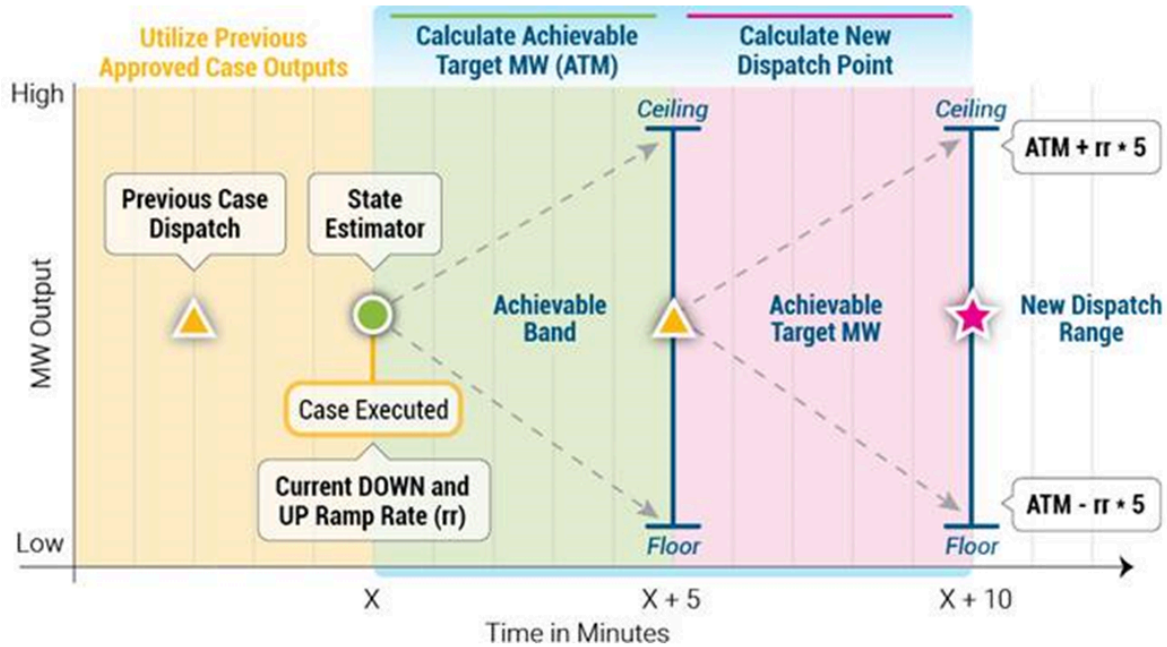 Utilize Previous
Approved Case Outputs
Calculate Achievable
Target MW (ATM)
Calculate New
Dispatch Point
High
Ceiling
Ceiling
ATM + rr * 5
Previous Case
Dispatch
State
Estimator
MW Output
Achievable
Band
Achievable
Target MW
New Dispatch
Range
Case Executed
Current DOWN and
UP Ramp Rate (rr)
ATM - rr * 5
Low
Floor
Floor
X
X + 5
X + 10
Time in Minutes